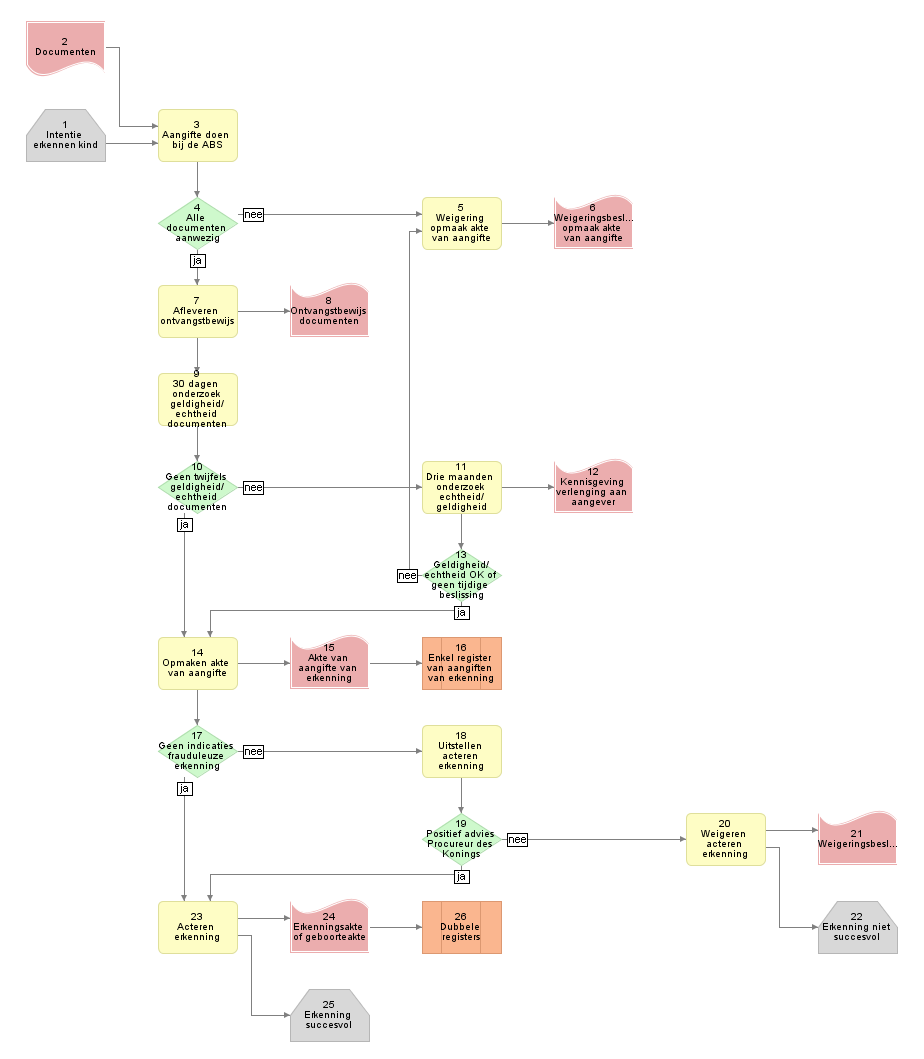 2
Documenten
1
Intentie
erkennen kind
3
Aangifte doen
bij de ABS
4
Alle
documenten
aanwezig
nee
5
Weigering
opmaak akte
van aangifte
6
Weigeringsbesl...
opmaak akte
van aangifte
ja
7
Afleveren
ontvangstbewijs
8
Ontvangstbewijs
documenten
9
30 dagen
onderzoek
geldigheid/
echtheid
documenten
10
Geen twijfels
geldigheid/
echtheid
documenten
nee
11
Drie maanden
onderzoek
echtheid/
geldigheid
12
Kennisgeving
verlenging aan
aangever
ja
13
Geldigheid/
echtheid OK of
geen tijdige
beslissing
nee
ja
14
Opmaken akte
van aangifte
15
Akte van
aangifte van
erkenning
16
Enkel register
van aangiften
van erkenning
17
Geen indicaties
frauduleuze
erkenning
nee
18
Uitstellen
acteren
erkenning
ja
19
Positief advies
Procureur des
Konings
nee
20
Weigeren
acteren
erkenning
21
Weigeringsbesl...
ja
22
Erkenning niet
succesvol
23
Acteren
erkenning
24
Erkenningsakte
of geboorteakte
26
Dubbele
registers
25
Erkenning
succesvol